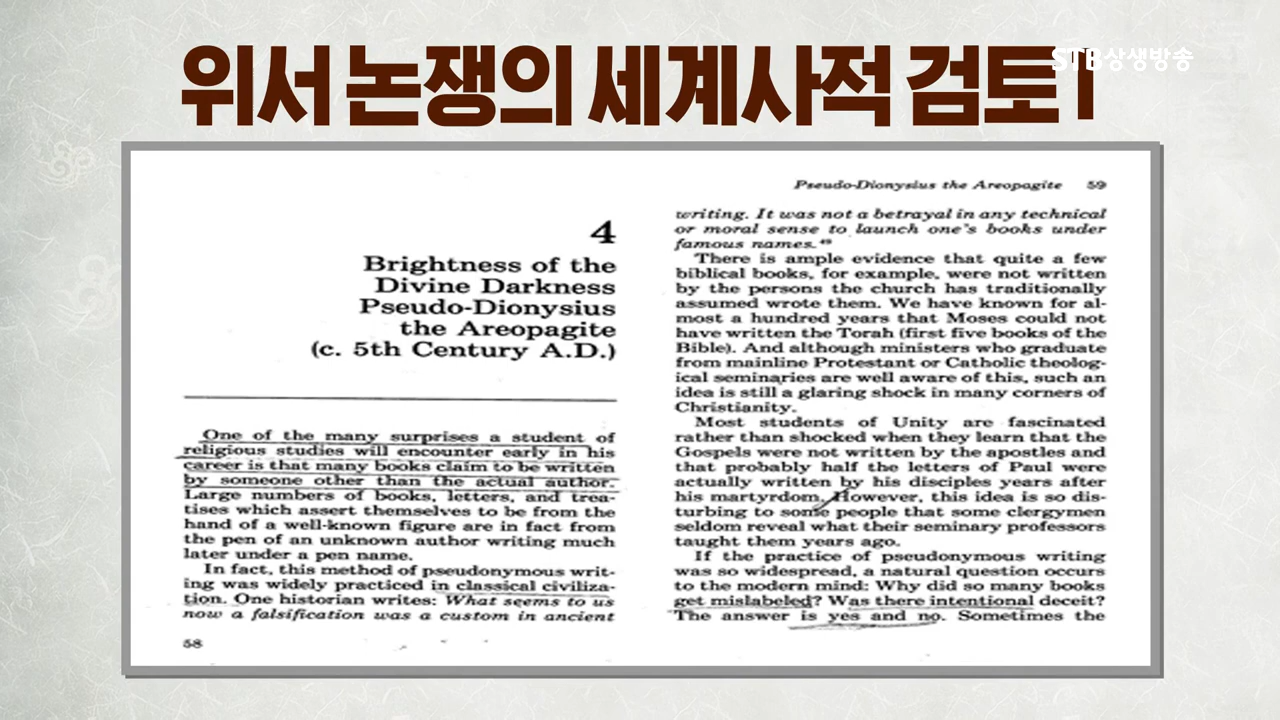 위서 논쟁의 세계사적 검토 I
STB상생방송
4
Brightness of the
Divine Darkness
Pseudo-Dionysius
the Areopagite
(c. 5th Century A.D.)
One of the many surprises a student of
religious studies will encounter early in his
career is that many books claim to be written
by someone other than the actual author.
Large numbers of books, letters, and trea-
tises which assert themselves to be from the
hand of a well-known figure are in fact from
the pen of an unknown author writing much
later under a pen name.
In fact, this method of pseudonymous writ-
ing was widely practiced in classical civiliza-
tion. One historian writes: What seems to us
now a falsification was a custom in ancient
58
Pseudo-Dionysius the Areopagite 59
writing. It was not a betrayal in any technical
or moral sense to launch one's books under
famous names.⁴⁹
There is ample evidence that quite a few
biblical books, for example, were not written
by the persons the church has traditionally
assumed wrote them. We have known for al-
most a hundred years that Moses could not
have written the Torah (first five books of the
Bible). And although ministers who graduate
from mainline Protestant or Catholic theolog-
ical seminaries are well aware of this, such an
idea is still a glaring shock in many corners of
Christianity.
Most students of Unity are fascinated
rather than shocked when they learn that the
Gospels were not written by the apostles and
that probably half the letters of Paul were
actually written by his disciples years after
his martyrdom. However, this idea is so dis-
turbing to some people that some clergymen
seldom reveal what their seminary professors
taught them years ago.
If the practice of pseudonymous writing
was so widespread, a natural question occurs
to the modern mind: Why did so many books
get mislabeled? Was there intentional deceit?
The answer is yes and no. Sometimes the